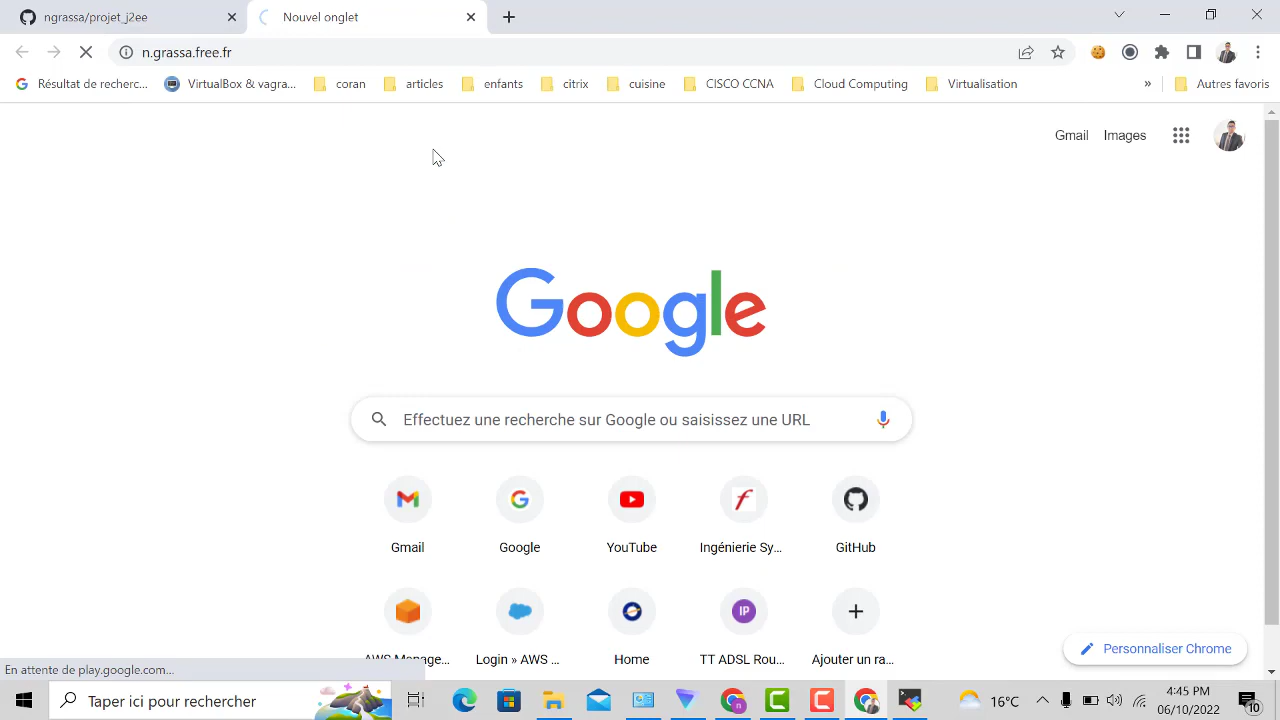 ngrassa/projet_j2ee
Nouvel onglet
n.grassa.free.fr
Résultat de recherc...
VirtualBox & vagra...
coran
articles
enfants
citrix
cuisine
CISCO CCNA
Cloud Computing
Virtualisation
»
Autres favoris
Gmail
Images
Google
Effectuez une recherche sur Google ou saisissez une URL
Gmail
Google
YouTube
Ingénierie Sy...
GitHub
IP
AWS Manage...
Login » AWS ...
Home
TT ADSL Rou...
Ajouter un ra...
Personnaliser Chrome
En attente de play.google.com...
Taper ici pour rechercher
16°C
4:45 PM
06/10/2022
10